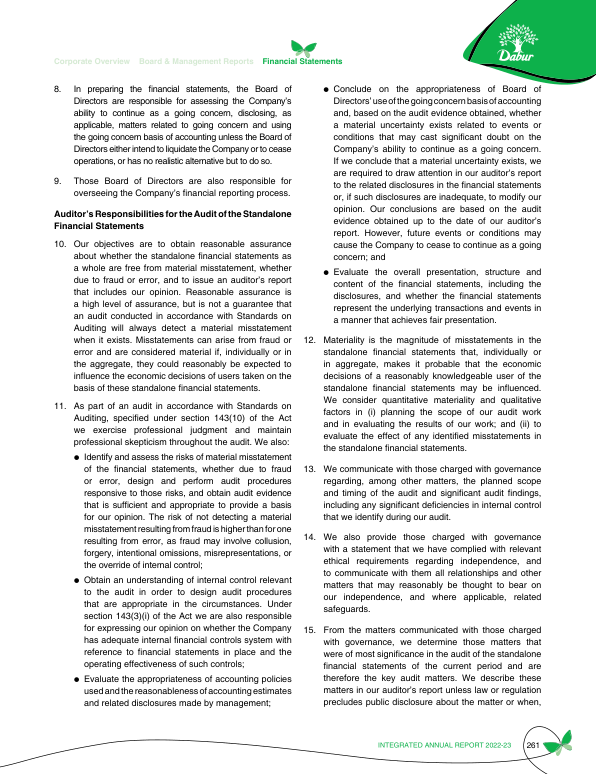 Corporate Overview Board & Management Reports Financial Statements
Dabur
8. In preparing the financial statements, the Board of
Directors are responsible for assessing the Company's
ability to continue as a going concern, disclosing, as
applicable, matters related to going concern and using
the going concern basis of accounting unless the Board of
Directors either intend to liquidate the Company or to cease
operations, or has no realistic alternative but to do so.
9. Those Board of Directors are also responsible for
overseeing the Company's financial reporting process.
Auditor's Responsibilities for the Audit of the Standalone
Financial Statements
10. Our objectives are to obtain reasonable assurance
about whether the standalone financial statements as
a whole are free from material misstatement, whether
due to fraud or error, and to issue an auditor's report
that includes our opinion. Reasonable assurance is
a high level of assurance, but is not a guarantee that
an audit conducted in accordance with Standards on
Auditing will always detect a material misstatement
when it exists. Misstatements can arise from fraud or
error and are considered material if, individually or in
the aggregate, they could reasonably be expected to
influence the economic decisions of users taken on the
basis of these standalone financial statements.
11. As part of an audit in accordance with Standards on
Auditing, specified under section 143(10) of the Act
we exercise professional judgment and maintain
professional skepticism throughout the audit. We also:
● Identify and assess the risks of material misstatement
of the financial statements, whether due to fraud
or error, design and perform audit procedures
responsive to those risks, and obtain audit evidence
that is sufficient and appropriate to provide a basis
for our opinion. The risk of not detecting a material
misstatement resulting from fraud is higher than for one
resulting from error, as fraud may involve collusion,
forgery, intentional omissions, misrepresentations, or
the override of internal control;
● Obtain an understanding of internal control relevant
to the audit in order to design audit procedures
that are appropriate in the circumstances. Under
section 143(3)(i) of the Act we are also responsible
for expressing our opinion on whether the Company
has adequate internal financial controls system with
reference to financial statements in place and the
operating effectiveness of such controls;
● Evaluate the appropriateness of accounting policies
used and the reasonableness of accounting estimates
and related disclosures made by management;
● Conclude on the appropriateness of Board of
Directors' use of the going concern basis of accounting
and, based on the audit evidence obtained, whether
a material uncertainty exists related to events or
conditions that may cast significant doubt on the
Company's ability to continue as a going concern.
If we conclude that a material uncertainty exists, we
are required to draw attention in our auditor's report
to the related disclosures in the financial statements
or, if such disclosures are inadequate, to modify our
opinion. Our conclusions are based on the audit
evidence obtained up to the date of our auditor's
report. However, future events or conditions may
cause the Company to cease to continue as a going
concern; and
● Evaluate the overall presentation, structure and
content of the financial statements, including the
disclosures, and whether the financial statements
represent the underlying transactions and events in
a manner that achieves fair presentation.
12. Materiality is the magnitude of misstatements in the
standalone financial statements that, individually or
in aggregate, makes it probable that the economic
decisions of a reasonably knowledgeable user of the
standalone financial statements may be influenced.
We consider quantitative materiality and qualitative
factors in (i) planning the scope of our audit work
and in evaluating the results of our work; and (ii) to
evaluate the effect of any identified misstatements in
the standalone financial statements.
13. We communicate with those charged with governance
regarding, among other matters, the planned scope
and timing of the audit and significant audit findings,
including any significant deficiencies in internal control
that we identify during our audit.
14. We also provide those charged with governance
with a statement that we have complied with relevant
ethical requirements regarding independence, and
to communicate with them all relationships and other
matters that may reasonably be thought to bear on
our independence, and where applicable, related
safeguards.
15. From the matters communicated with those charged
with governance, we determine those matters that
were of most significance in the audit of the standalone
financial statements of the current period and are
therefore the key audit matters. We describe these
matters in our auditor's report unless law or regulation
precludes public disclosure about the matter or when,
INTEGRATED ANNUAL REPORT 2022-23 261